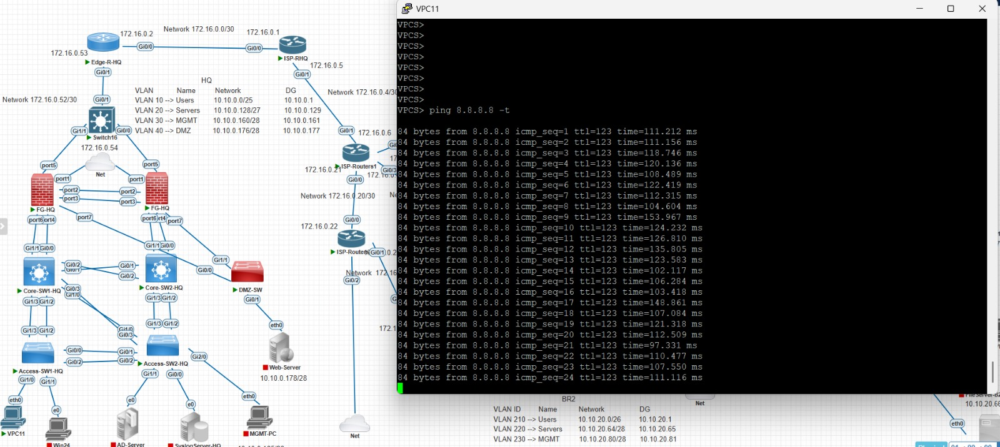 VPC11
VPCS>
VPCS>
VPCS>
VPCS>
VPCS>
VPCS>
VPCS>
VPCS>
VPCS> ping 8.8.8.8 -t
84 bytes from 8.8.8.8 icmp_seq=1 ttl=123 time=111.212 ms
84 bytes from 8.8.8.8 icmp_seq=2 ttl=123 time=111.156 ms
84 bytes from 8.8.8.8 icmp_seq=3 ttl=123 time=118.746 ms
84 bytes from 8.8.8.8 icmp_seq=4 ttl=123 time=120.136 ms
84 bytes from 8.8.8.8 icmp_seq=5 ttl=123 time=108.489 ms
84 bytes from 8.8.8.8 icmp_seq=6 ttl=123 time=122.419 ms
84 bytes from 8.8.8.8 icmp_seq=7 ttl=123 time=112.315 ms
84 bytes from 8.8.8.8 icmp_seq=8 ttl=123 time=104.604 ms
84 bytes from 8.8.8.8 icmp_seq=9 ttl=123 time=153.967 ms
84 bytes from 8.8.8.8 icmp_seq=10 ttl=123 time=124.232 ms
84 bytes from 8.8.8.8 icmp_seq=11 ttl=123 time=126.810 ms
84 bytes from 8.8.8.8 icmp_seq=12 ttl=123 time=135.805 ms
84 bytes from 8.8.8.8 icmp_seq=13 ttl=123 time=123.583 ms
84 bytes from 8.8.8.8 icmp_seq=14 ttl=123 time=102.117 ms
84 bytes from 8.8.8.8 icmp_seq=15 ttl=123 time=106.284 ms
84 bytes from 8.8.8.8 icmp_seq=16 ttl=123 time=103.418 ms
84 bytes from 8.8.8.8 icmp_seq=17 ttl=123 time=148.861 ms
84 bytes from 8.8.8.8 icmp_seq=18 ttl=123 time=107.084 ms
84 bytes from 8.8.8.8 icmp_seq=19 ttl=123 time=121.318 ms
84 bytes from 8.8.8.8 icmp_seq=20 ttl=123 time=112.509 ms
84 bytes from 8.8.8.8 icmp_seq=21 ttl=123 time=97.331 ms
84 bytes from 8.8.8.8 icmp_seq=22 ttl=123 time=110.477 ms
84 bytes from 8.8.8.8 icmp_seq=23 ttl=123 time=107.550 ms
84 bytes from 8.8.8.8 icmp_seq=24 ttl=123 time=111.116 ms
172.16.0.2
Network 172.16.0.0/30
172.16.0.1
Gi0/0
Gi0/0
172.16.0.53
Edge-R-HQ
ISP-RHQ
172.16.0.5
Gi0/1
Gi0/1
HQ
VLAN Name Network DG
VLAN 10 --> Users 10.10.0.0/25 10.10.0.1
VLAN 20 --> Servers 10.10.0.128/27 10.10.0.129
VLAN 30 --> MGMT 10.10.0.160/28 10.10.0.161
VLAN 40 --> DMZ 10.10.0.176/28 10.10.0.177
Network 172.16.0.4/30
Network 172.16.0.52/30
Gi0/1
Gi1/1
Gi0/0
Switch16
172.16.0.54
Gi0/1
172.16.0.6
ISP-Routers1
172.16.0.21
Gi0/3
Gi0/0
port5
port5
Net
port1
port1
port2
port2
port3
port3
FG-HQ
FG-HQ
Network 172.16.0.20/30
port6
port7
port6
port7
Gi0/0
172.16.0.22
Gi1/1
Gi0/0
Gi1/1
Gi0/0
Gi0/1
Gi0/2
Gi0/2
Gi0/1
Gi0/2
Gi1/1
Gi0/0
Core-SW1-HQ
Core-SW2-HQ
DMZ-SW
Network 172.16
Gi0/2
Gi0/3
Gi1/0
Gi1/3
Gi1/2
Gi1/3
Gi1/2
Gi0/1
Gi1/3
Gi1/2
Gi1/0
Gi0/3
Gi1/3
Gi1/2
eth0
Gi0/0
Gi0/1
Gi0/2
Gi0/2
Gi2/0
Access-SW1-HQ
Access-SW2-HQ
Web-Server
10.10.0.178/28
Gi1/0
Gi1/1
Gi1/1
Gi0/0
eth0
e0
e0
e0
eth0
VPC11
Win24
AD-Server
SyslogServer-HQ
MGMT-PC
Net
BR2
VLAN ID Name Network DG
VLAN 210 --> Users 10.10.20.0/26 10.10.20.1
VLAN 220 --> Servers 10.10.20.64/28 10.10.20.65
VLAN 230 --> MGMT 10.10.20.80/28 10.10.20.81
Net
eth0